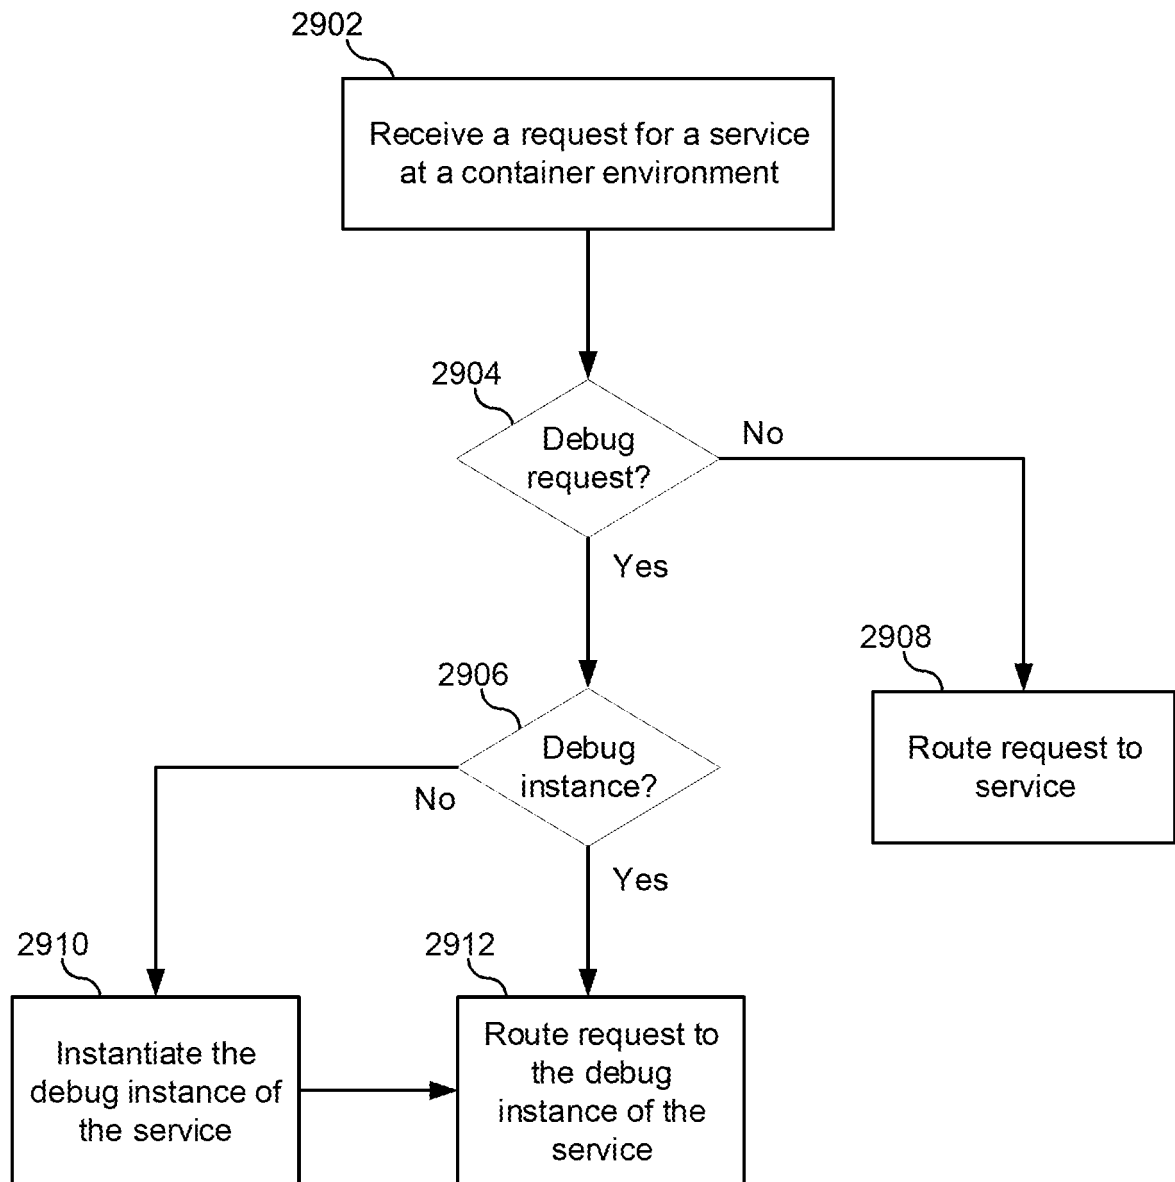 2902
Receive a request for a service
at a container environment
2904
Debug
request?
No
Yes
2906
Debug
instance?
No
Yes
2908
Route request to
service
2910
Instantiate the
debug instance of
the service
2912
Route request to
the debug
instance of the
service